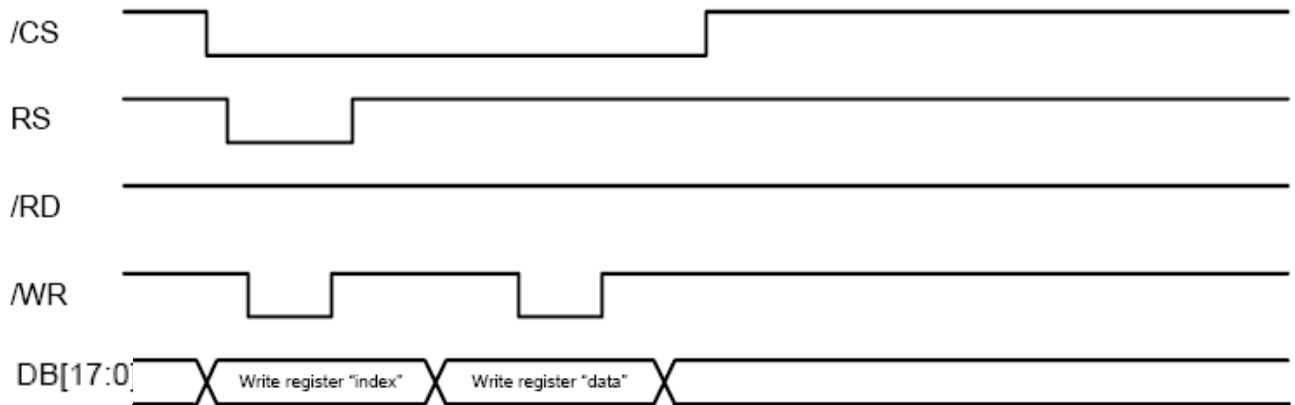 /CS
RS
/RD
/WR
DB[17:0]
Write register “index”
Write register “data”